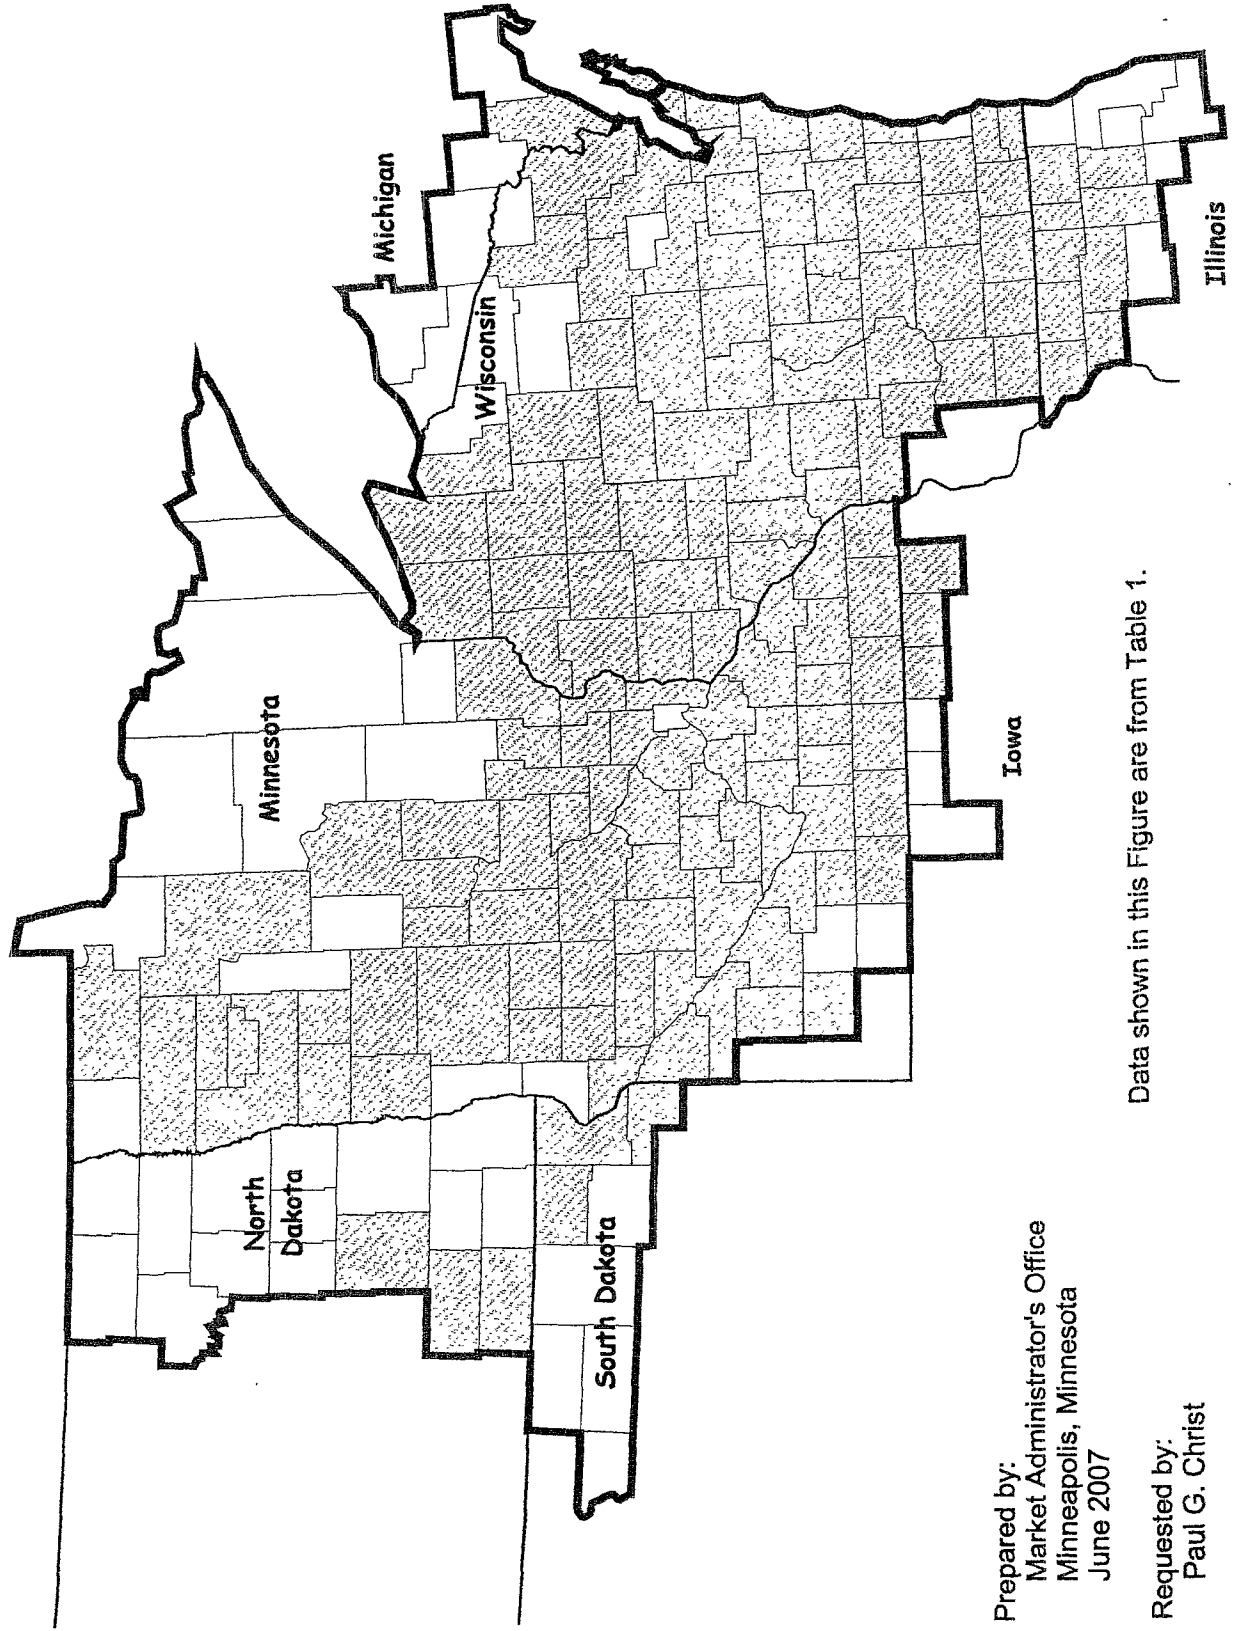 Michigan
Wisconsin
Minnesota
North
Dakota
South Dakota
Iowa
Illinois
Data shown in this Figure are from Table 1.
Prepared by:
Market Administrator's Office
Minneapolis, Minnesota
June 2007
Requested by:
Paul G. Christ